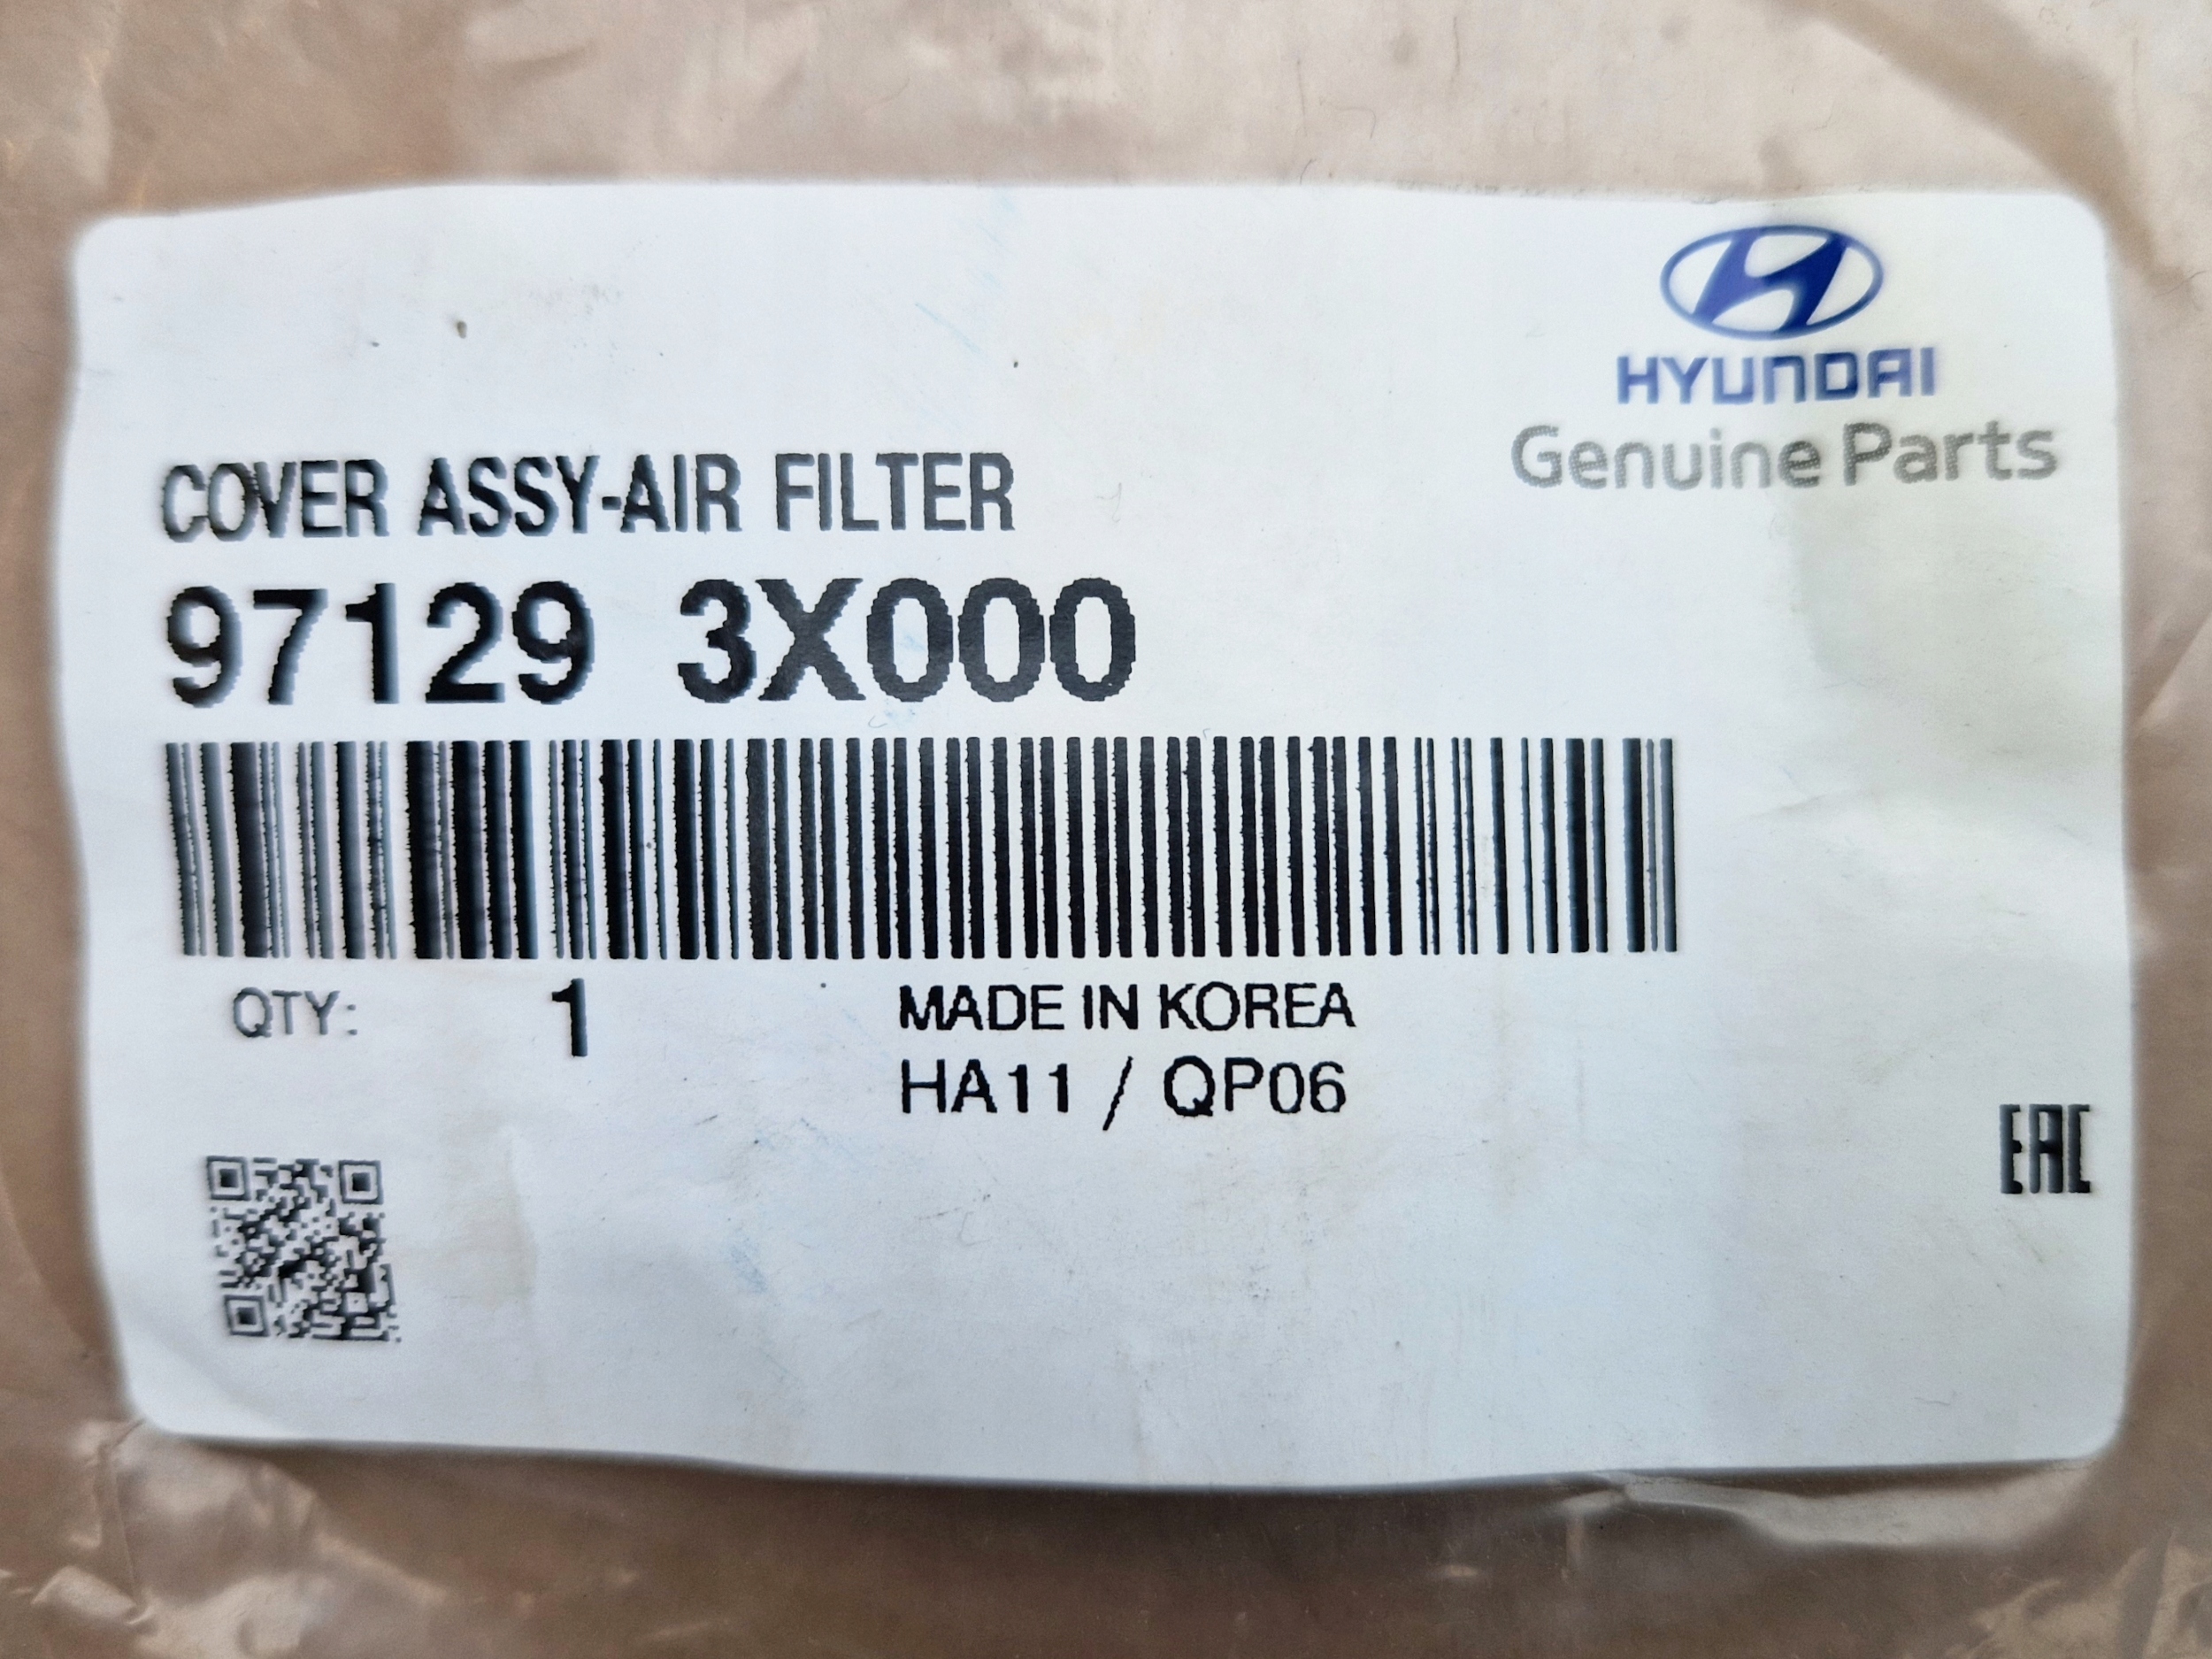 HYUNDAI
Genuine Parts
COVER ASSY-AIR FILTER
97129 3X000
QTY: 1 MADE IN KOREA
HA11 / QP06
EAC